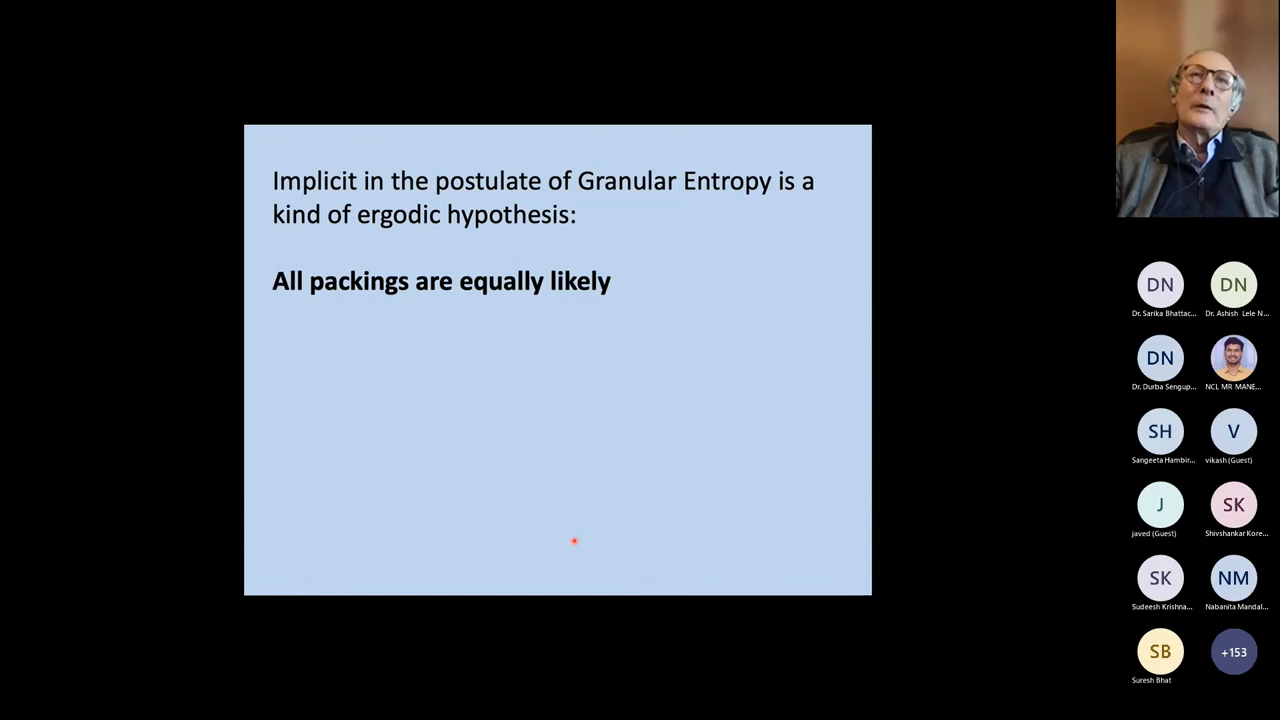 Implicit in the postulate of Granular Entropy is a
kind of ergodic hypothesis:
All packings are equally likely
DN
DN
Dr. Sarika Bhattac...
Dr. Ashish Lele N...
DN
Dr. Durba Sengup...
NCL MR MANE...
SH
V
Sangeeta Hambir...
vikash (Guest)
J
SK
javed (Guest)
Shivshankar Kore...
SK
NM
Sudeesh Krishna...
Nabanita Mandal...
SB
+153
Suresh Bhat